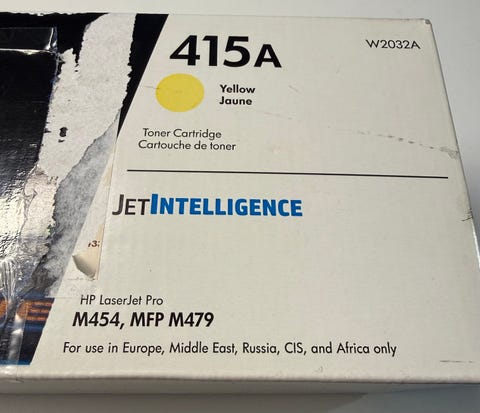 415A
W2032A
Yellow
Jaune
Toner Cartridge
Cartouche de toner
JETINTELLIGENCE
HP LaserJet Pro
M454, MFP M479
For use in Europe, Middle East, Russia, CIS, and Africa only